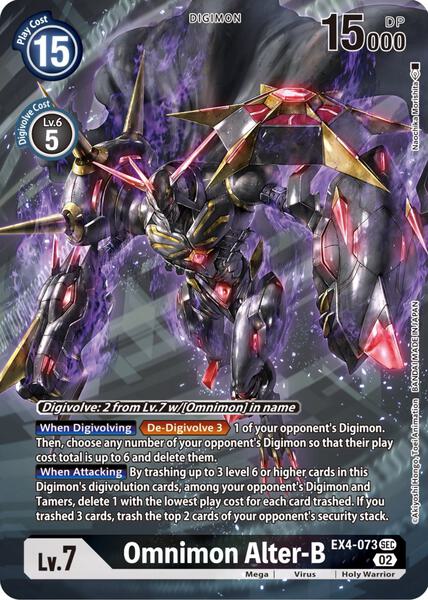 Play Cost
15
DIGIMON
15000
DP
Digivolve Cost
Lv.6
5
Naochika Morishita
Digivolve: 2 from Lv.7 w/[Omnimon] in name
When Digivolving De-Digivolve 3 1 of your opponent's Digimon.
Then, choose any number of your opponent's Digimon so that their play
cost total is up to 6 and delete them.
When Attacking By trashing up to 3 level 6 or higher cards in this
Digimon's digivolution cards, among your opponent's Digimon and
Tamers, delete 1 with the lowest play cost for each card trashed. If you
trashed 3 cards, trash the top 2 cards of your opponent's security stack.
©Akiyoshi Hongo, Toei Animation BANDAI MADE IN JAPAN
Lv.7
Omnimon Alter-B
EX4-073 SEC
02
Mega | Virus | Holy Warrior